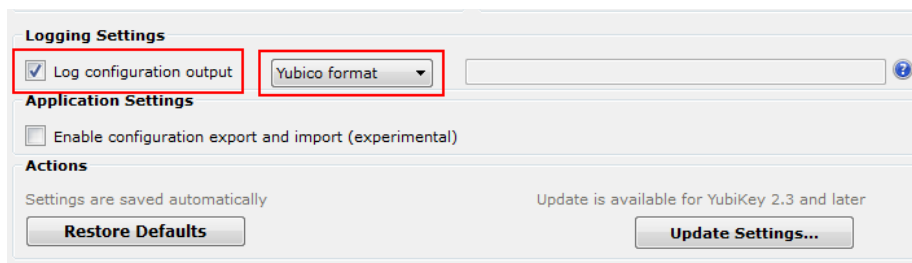 Logging Settings
Log configuration output Yubico format ?
Application Settings
Enable configuration export and import (experimental)
Actions
Settings are saved automatically Update is available for YubiKey 2.3 and later
Restore Defaults Update Settings...